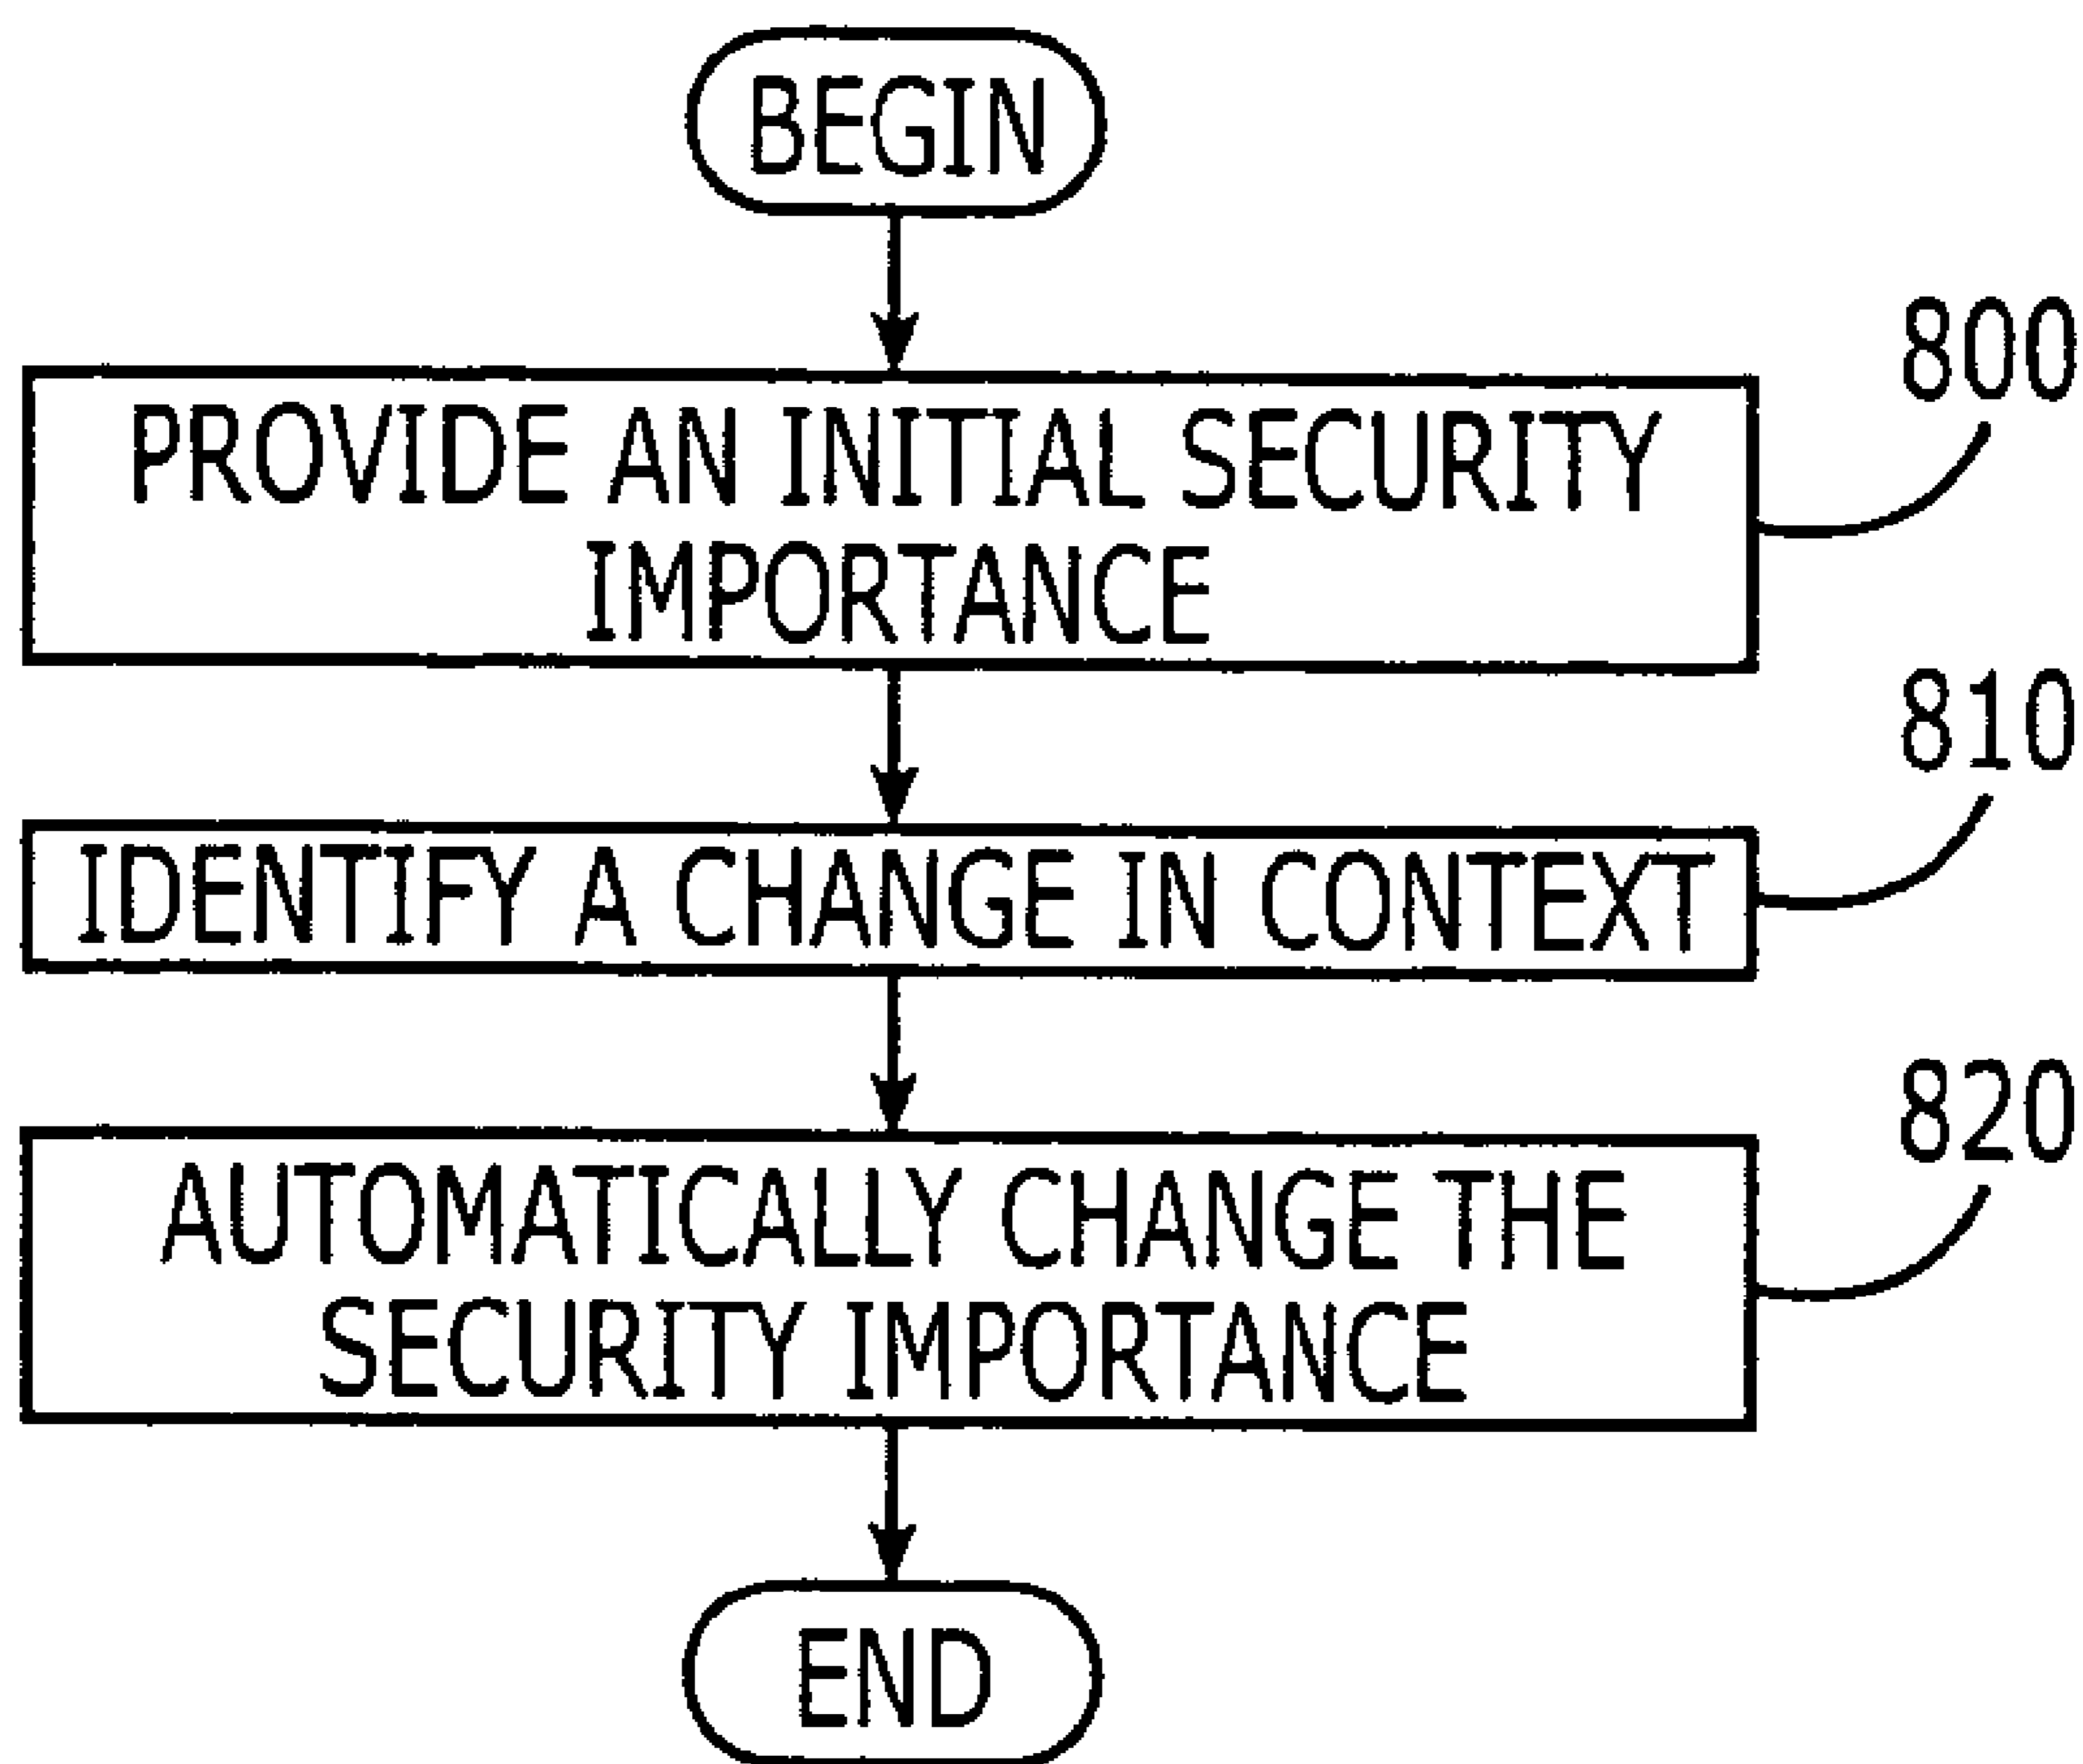 BEGIN
800
PROVIDE AN INITIAL SECURITY
IMPORTANCE
810
IDENTIFY A CHANGE IN CONTEXT
820
AUTOMATICALLY CHANGE THE
SECURITY IMPORTANCE
END